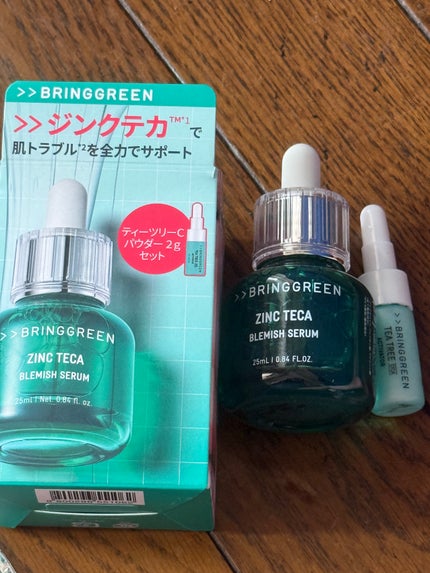 >>BRINGGREEN
>>ジンクテカ™*1で
肌トラブル*2を全力でサポート
ティーツリーC
パウダー2g
セット
>>BRINGGREEN
ZINC TECA
BLEMISH SERUM
25mL | Net. 0.84 fl. oz.
>>BRINGGREEN
ZINC TECA
BLEMISH SERUM
25mL | 0.84 FL.OZ.
>>BRINGGREEN
TEA TREE